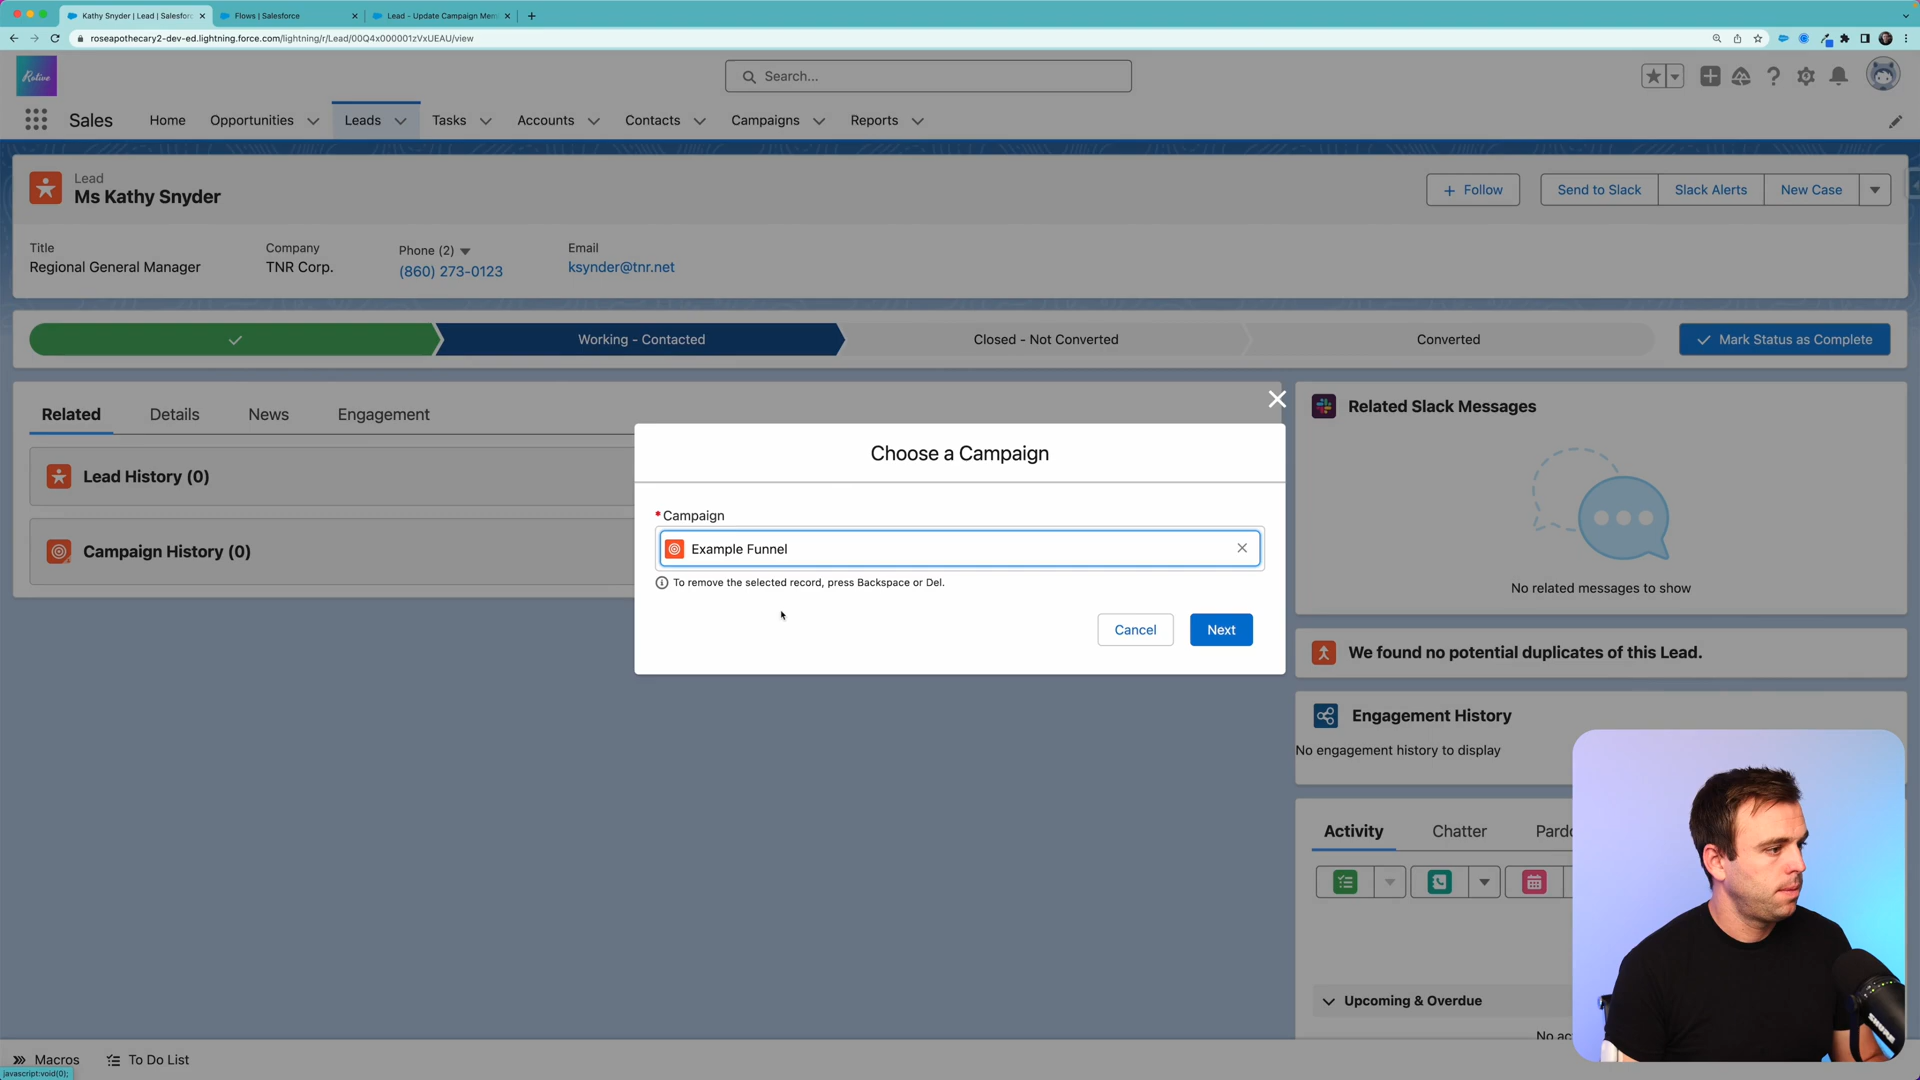 Kathy Snyder | Lead | Salesforc
Flows | Salesforce
Lead - Update Campaign Mem
roseapothecary2-dev-ed.lightning.force.com/lightning/r/Lead/00Q4x000001zVxUEAU/view
Rative
Search...
Sales
Home
Opportunities
Leads
Tasks
Accounts
Contacts
Campaigns
Reports
Lead
Ms Kathy Snyder
Follow
Send to Slack
Slack Alerts
New Case
Title
Company
Phone (2)
Email
Regional General Manager
TNR Corp.
(860) 273-0123
ksynder@tnr.net
Working - Contacted
Closed - Not Converted
Converted
Mark Status as Complete
Related
Details
News
Engagement
Lead History (0)
Campaign History (0)
Choose a Campaign
*Campaign
Example Funnel
To remove the selected record, press Backspace or Del.
Cancel
Next
Related Slack Messages
No related messages to show
We found no potential duplicates of this Lead.
Engagement History
No engagement history to display
Activity
Chatter
Pardo
Upcoming & Overdue
No ac
Macros
To Do List
javascript:void(0);